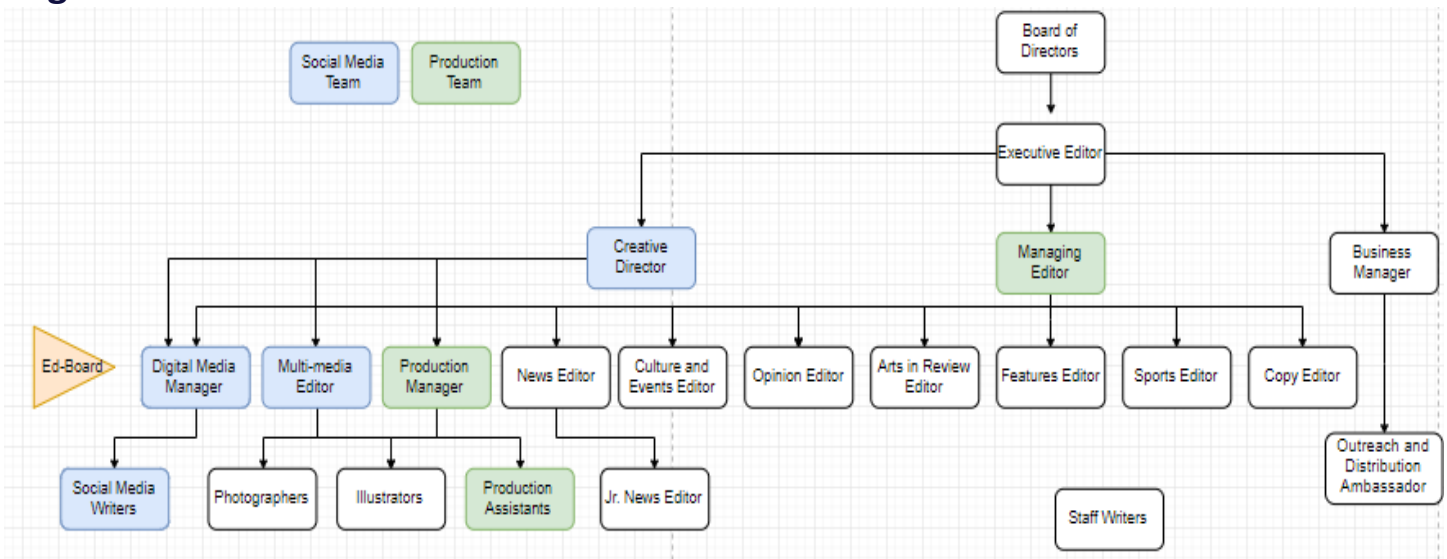 Social Media
Team
Production
Team
Board of
Directors
Executive Editor
Creative
Director
Managing
Editor
Business
Manager
Ed-Board
Digital Media
Manager
Multi-media
Editor
Production
Manager
News Editor
Culture and
Events Editor
Opinion Editor
Arts in Review
Editor
Features Editor
Sports Editor
Copy Editor
Social Media
Writers
Photographers
Illustrators
Production
Assistants
Jr. News Editor
Staff Writers
Outreach and
Distribution
Ambassador